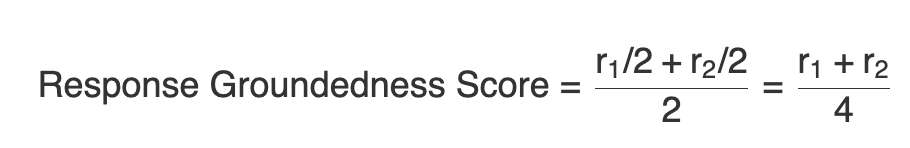 Response Groundedness Score = (r₁/2 + r₂/2)/2 = (r₁ + r₂)/4